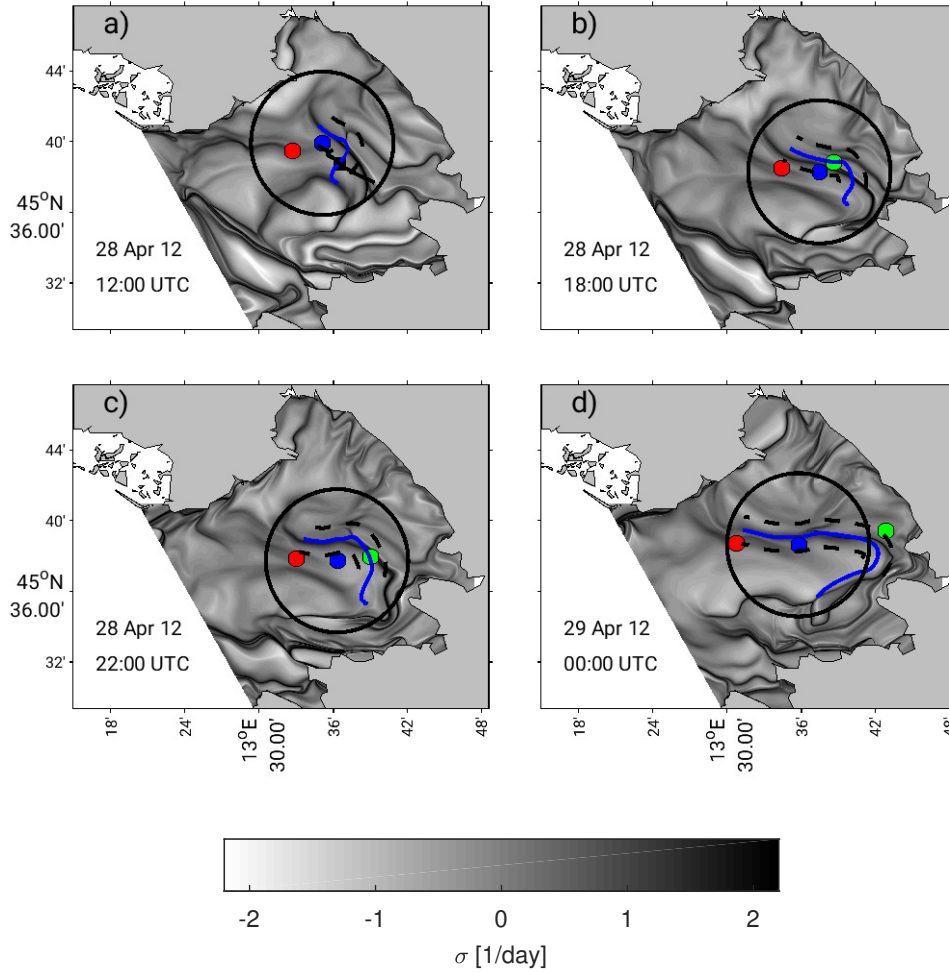 a)
b)
44'
40'
45°N
36.00'
32'
28 Apr 12
12:00 UTC
28 Apr 12
18:00 UTC
c)
d)
44'
40'
45°N
36.00'
32'
28 Apr 12
22:00 UTC
29 Apr 12
00:00 UTC
18'
24'
13°E
30.00'
36'
42'
48'
18'
24'
13°E
30.00'
36'
42'
48'
-2 -1 0 1 2
σ [1/day]